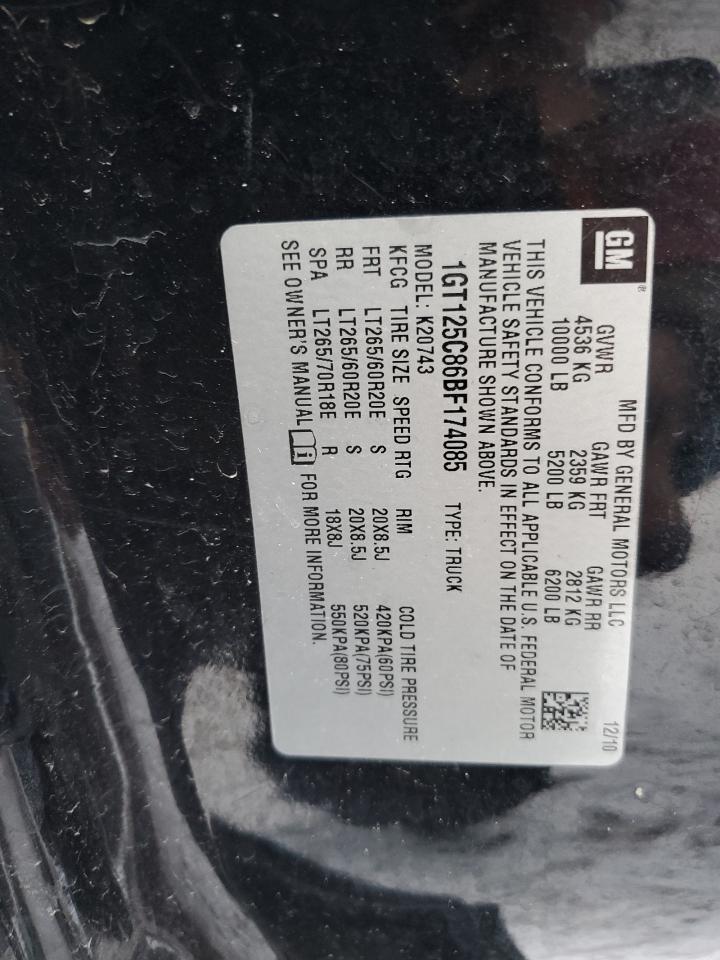 GM®
MFD BY GENERAL MOTORS LLC 12/10
GVWR GAWR FRT GAWR RR
4536 KG 2359 KG 2812 KG
10000 LB 5200 LB 6200 LB
THIS VEHICLE CONFORMS TO ALL APPLICABLE U.S. FEDERAL MOTOR
VEHICLE SAFETY STANDARDS IN EFFECT ON THE DATE OF
MANUFACTURE SHOWN ABOVE.
1GT125C86BF174085 TYPE: TRUCK
MODEL: K20743
KFCG TIRE SIZE SPEED RTG RIM COLD TIRE PRESSURE
FRT LT265/60R20E S 20X8.5J 420KPA(60PSI)
RR LT265/60R20E S 20X8.5J 520KPA(75PSI)
SPA LT265/70R18E R 18X8J 550KPA(80PSI)
SEE OWNER'S MANUAL i FOR MORE INFORMATION.